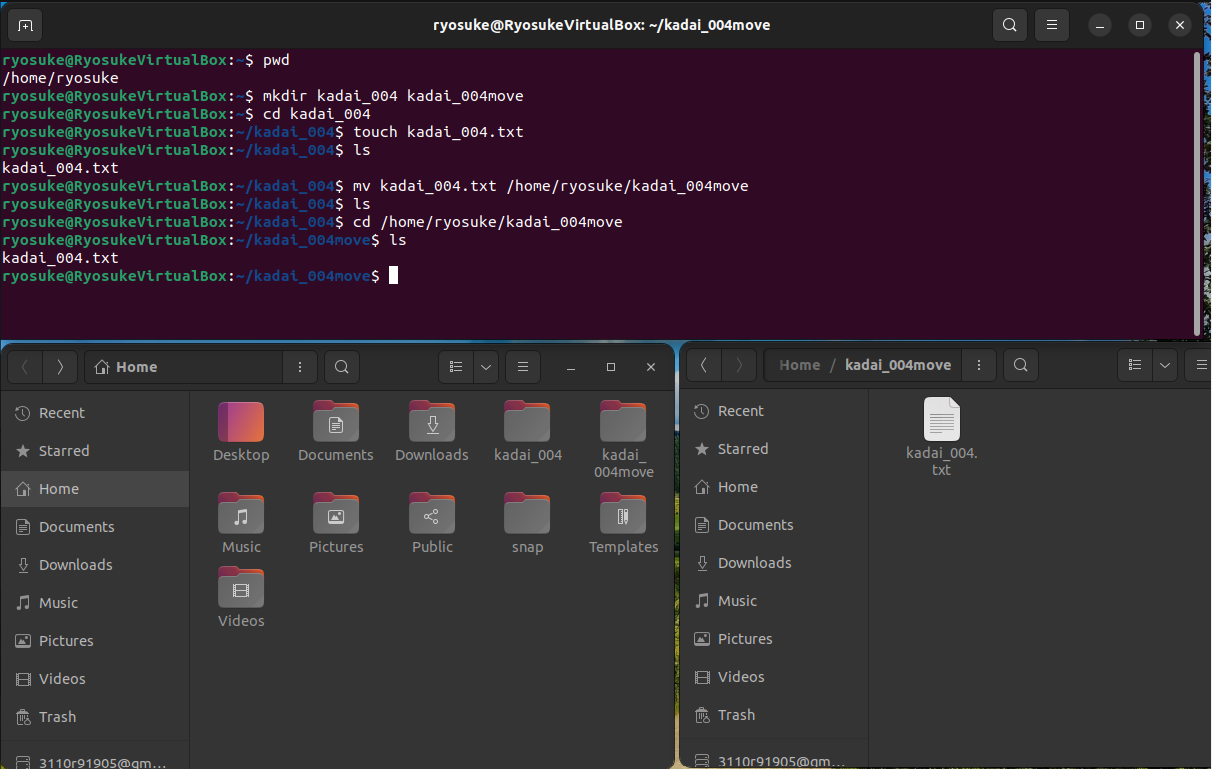 ryosuke@RyosukeVirtualBox: ~/kadai_004move
ryosuke@RyosukeVirtualBox:~$ pwd
/home/ryosuke
ryosuke@RyosukeVirtualBox:~$ mkdir kadai_004 kadai_004move
ryosuke@RyosukeVirtualBox:~$ cd kadai_004
ryosuke@RyosukeVirtualBox:~/kadai_004$ touch kadai_004.txt
ryosuke@RyosukeVirtualBox:~/kadai_004$ ls
kadai_004.txt
ryosuke@RyosukeVirtualBox:~/kadai_004$ mv kadai_004.txt /home/ryosuke/kadai_004move
ryosuke@RyosukeVirtualBox:~/kadai_004$ ls
ryosuke@RyosukeVirtualBox:~/kadai_004$ cd /home/ryosuke/kadai_004move
ryosuke@RyosukeVirtualBox:~/kadai_004move$ ls
kadai_004.txt
ryosuke@RyosukeVirtualBox:~/kadai_004move$
Home
Recent
Starred
Home
Documents
Downloads
Music
Pictures
Videos
Trash
3110r91905@gm...
Desktop
Documents
Downloads
kadai_004
kadai_
004move
Music
Pictures
Public
snap
Templates
Videos
Home / kadai_004move
Recent
Starred
Home
Documents
Downloads
Music
Pictures
Videos
Trash
3110r91905@gm...
kadai_004.
txt